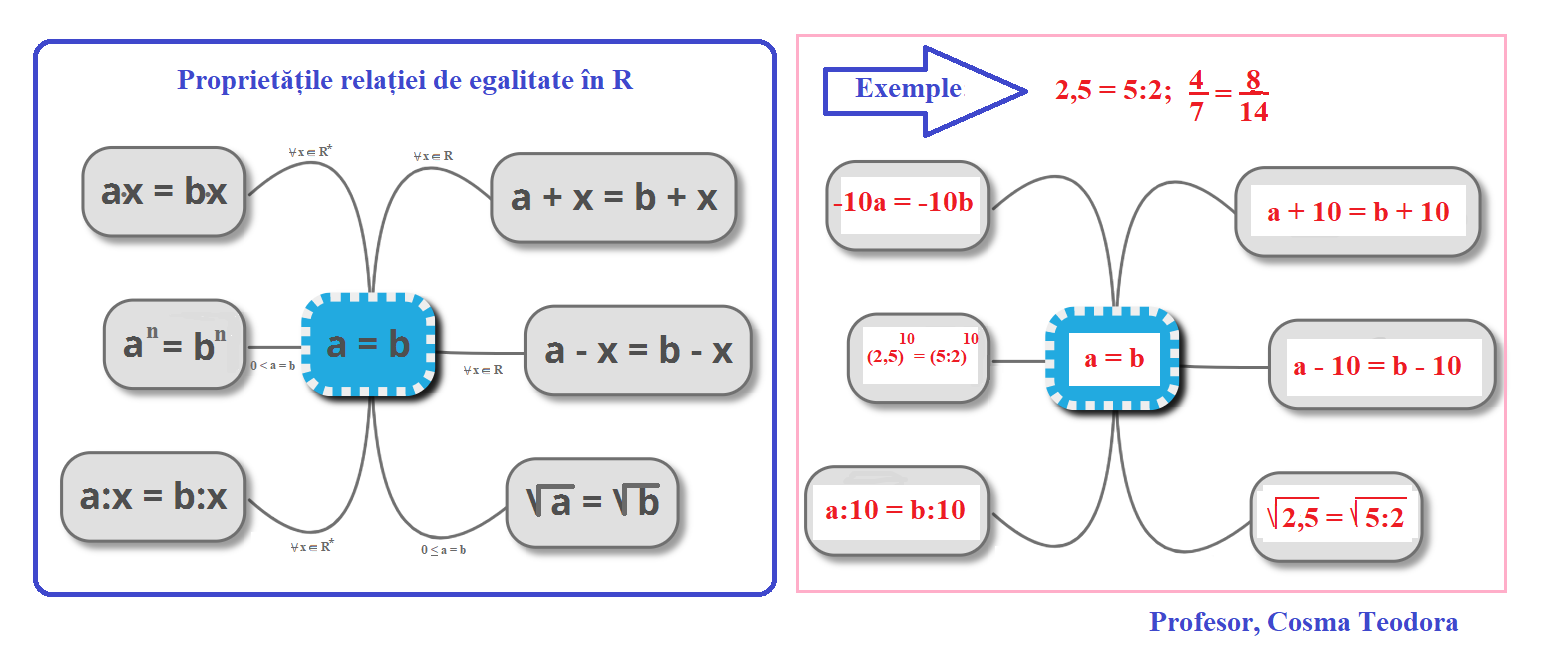 Proprietățile relației de egalitate în R
∀x∈R*
∀x∈R
a·x = b·x
a + x = b + x
aⁿ = bⁿ
0 < a = b
a = b
∀x∈R
a - x = b - x
a:x = b:x
∀x∈R*
0 ≤ a = b
√a = √b
Exemple
2,5 = 5:2; 4/7 = 8/14
-10a = -10b
a + 10 = b + 10
(2,5)¹⁰ = (5:2)¹⁰
a = b
a - 10 = b - 10
a:10 = b:10
√2,5 = √5:2
Profesor, Cosma Teodora